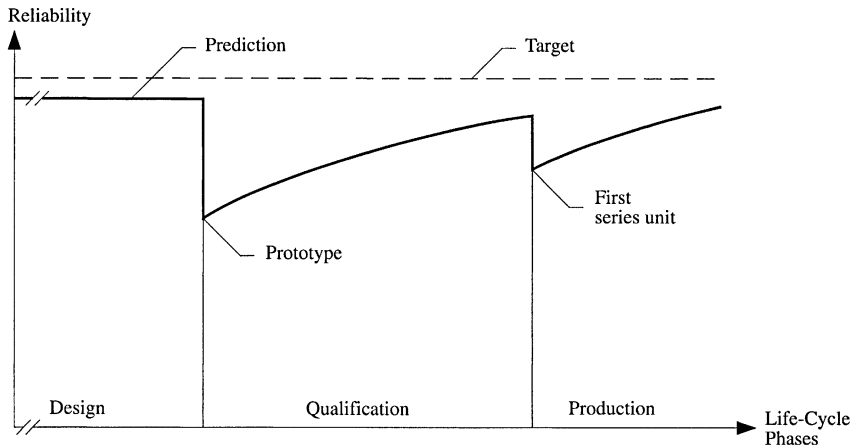 Reliability
Prediction
Target
First
series unit
Prototype
Design
Qualification
Production
Life-Cycle
Phases